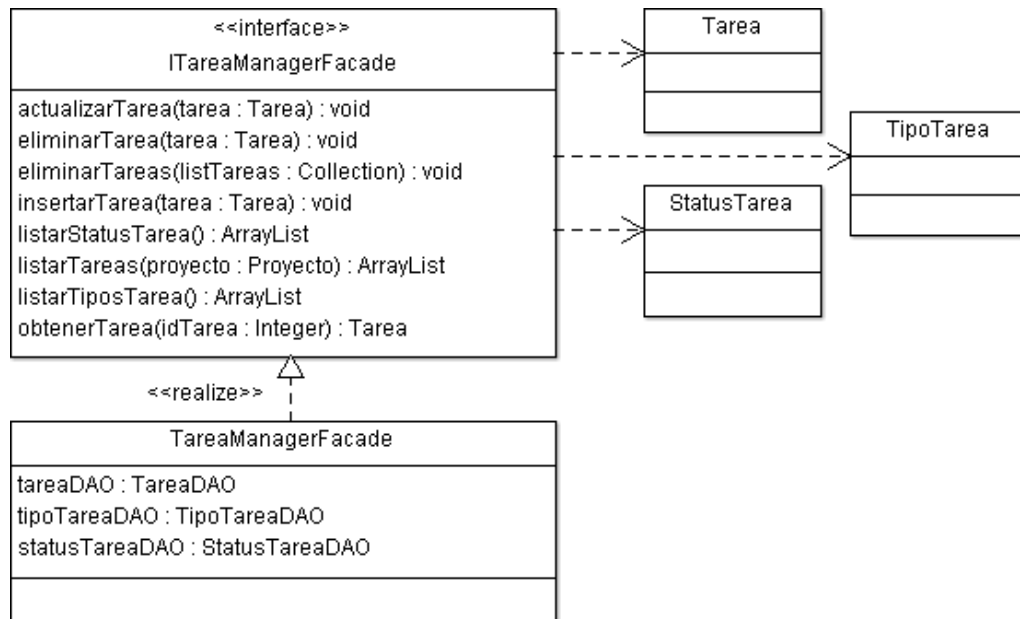 <<interface>>
ITareaManagerFacade
actualizarTarea(tarea : Tarea) : void
eliminarTarea(tarea : Tarea) : void
eliminarTareas(listTareas : Collection) : void
insertarTarea(tarea : Tarea) : void
listarStatusTarea() : ArrayList
listarTareas(proyecto : Proyecto) : ArrayList
listarTiposTarea() : ArrayList
obtenerTarea(idTarea : Integer) : Tarea
Tarea
TipoTarea
StatusTarea
<<realize>>
TareaManagerFacade
tareaDAO : TareaDAO
tipoTareaDAO : TipoTareaDAO
statusTareaDAO : StatusTareaDAO